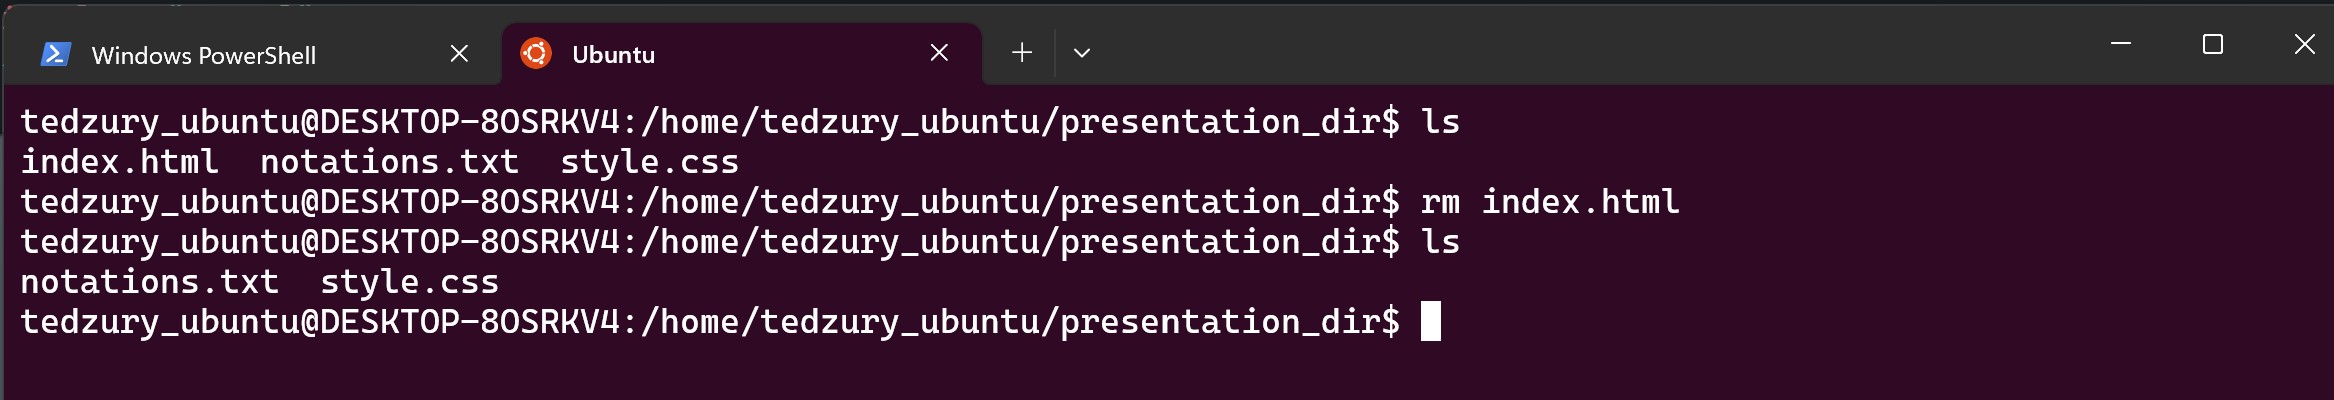 Windows PowerShell
Ubuntu
tedzury_ubuntu@DESKTOP-8OSRKV4:/home/tedzury_ubuntu/presentation_dir$ ls
index.html  notations.txt  style.css
tedzury_ubuntu@DESKTOP-8OSRKV4:/home/tedzury_ubuntu/presentation_dir$ rm index.html
tedzury_ubuntu@DESKTOP-8OSRKV4:/home/tedzury_ubuntu/presentation_dir$ ls
notations.txt  style.css
tedzury_ubuntu@DESKTOP-8OSRKV4:/home/tedzury_ubuntu/presentation_dir$